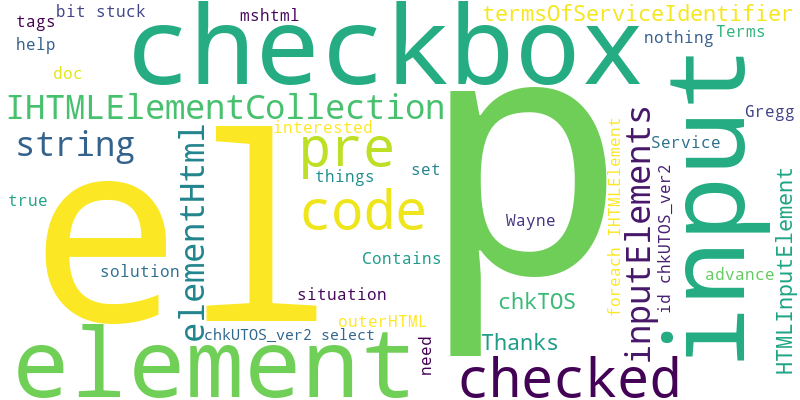 bit stuck
mshtml
termsOfServiceIdentifier
tags
checkbox
nothing
Terms
help
doc
IHTMLElementCollection
Gregg
interested
string
pre
el
p
input
things
set
Service
elementHtml
inputElements
foreach IHTMLElement
id chkUTOS_ver2
HTMLInputElement
true
code
Wayne
Contains
solution
situation
advance
chkTOS
outerHTML
chkUTOS_ver2 select
Thanks
need
element
checked